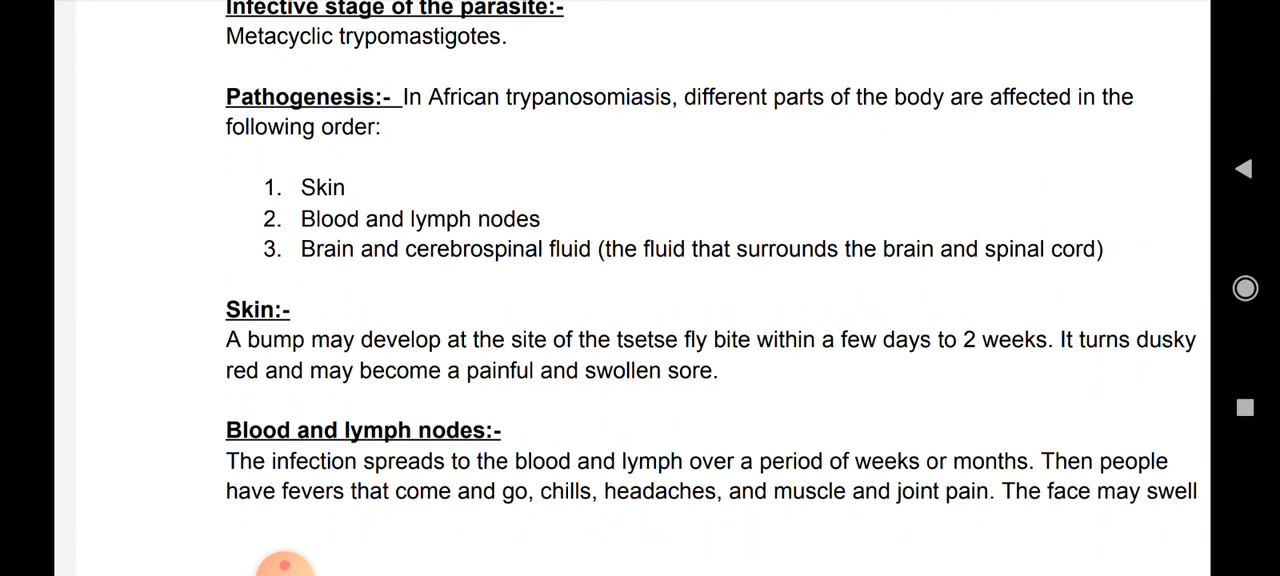 Infective stage of the parasite:-
Metacyclic trypomastigotes.
Pathogenesis:- In African trypanosomiasis, different parts of the body are affected in the
following order:
1. Skin
2. Blood and lymph nodes
3. Brain and cerebrospinal fluid (the fluid that surrounds the brain and spinal cord)
Skin:-
A bump may develop at the site of the tsetse fly bite within a few days to 2 weeks. It turns dusky
red and may become a painful and swollen sore.
Blood and lymph nodes:-
The infection spreads to the blood and lymph over a period of weeks or months. Then people
have fevers that come and go, chills, headaches, and muscle and joint pain. The face may swell